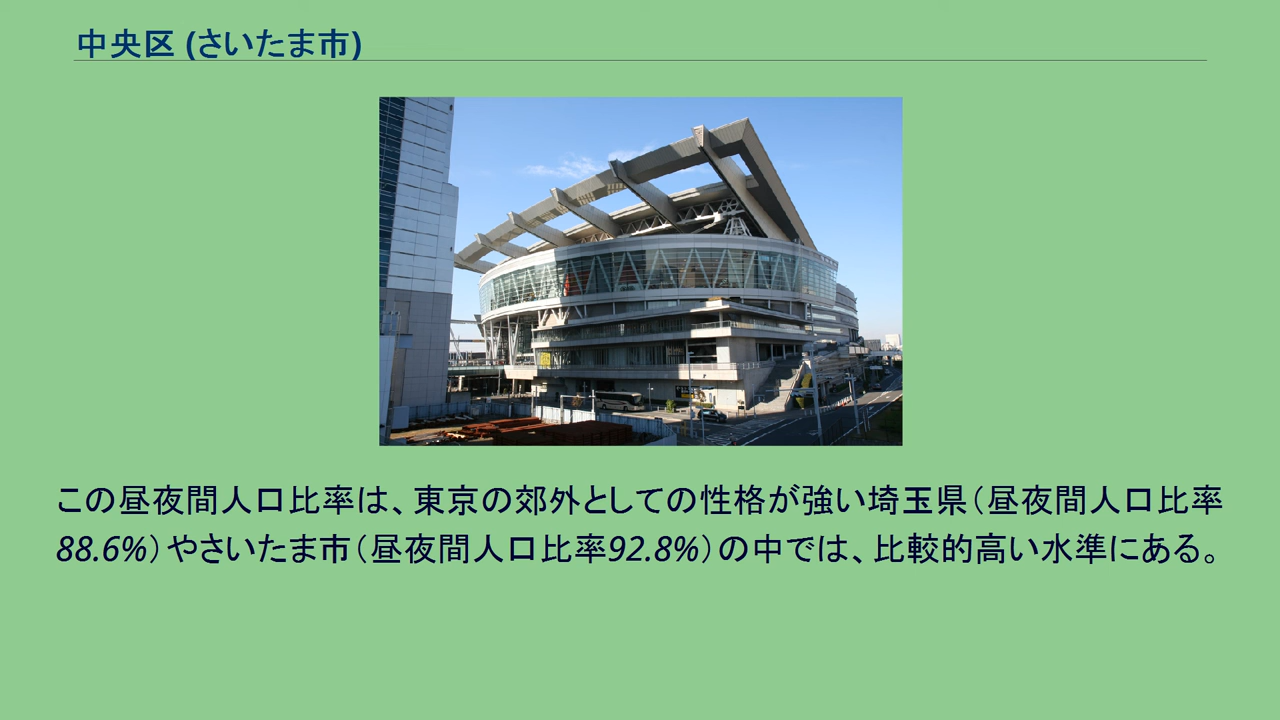 中央区 (さいたま市)
この昼夜間人口比率は、東京の郊外としての性格が強い埼玉県（昼夜間人口比率
88.6%）やさいたま市（昼夜間人口比率92.8%）の中では、比較的高い水準にある。